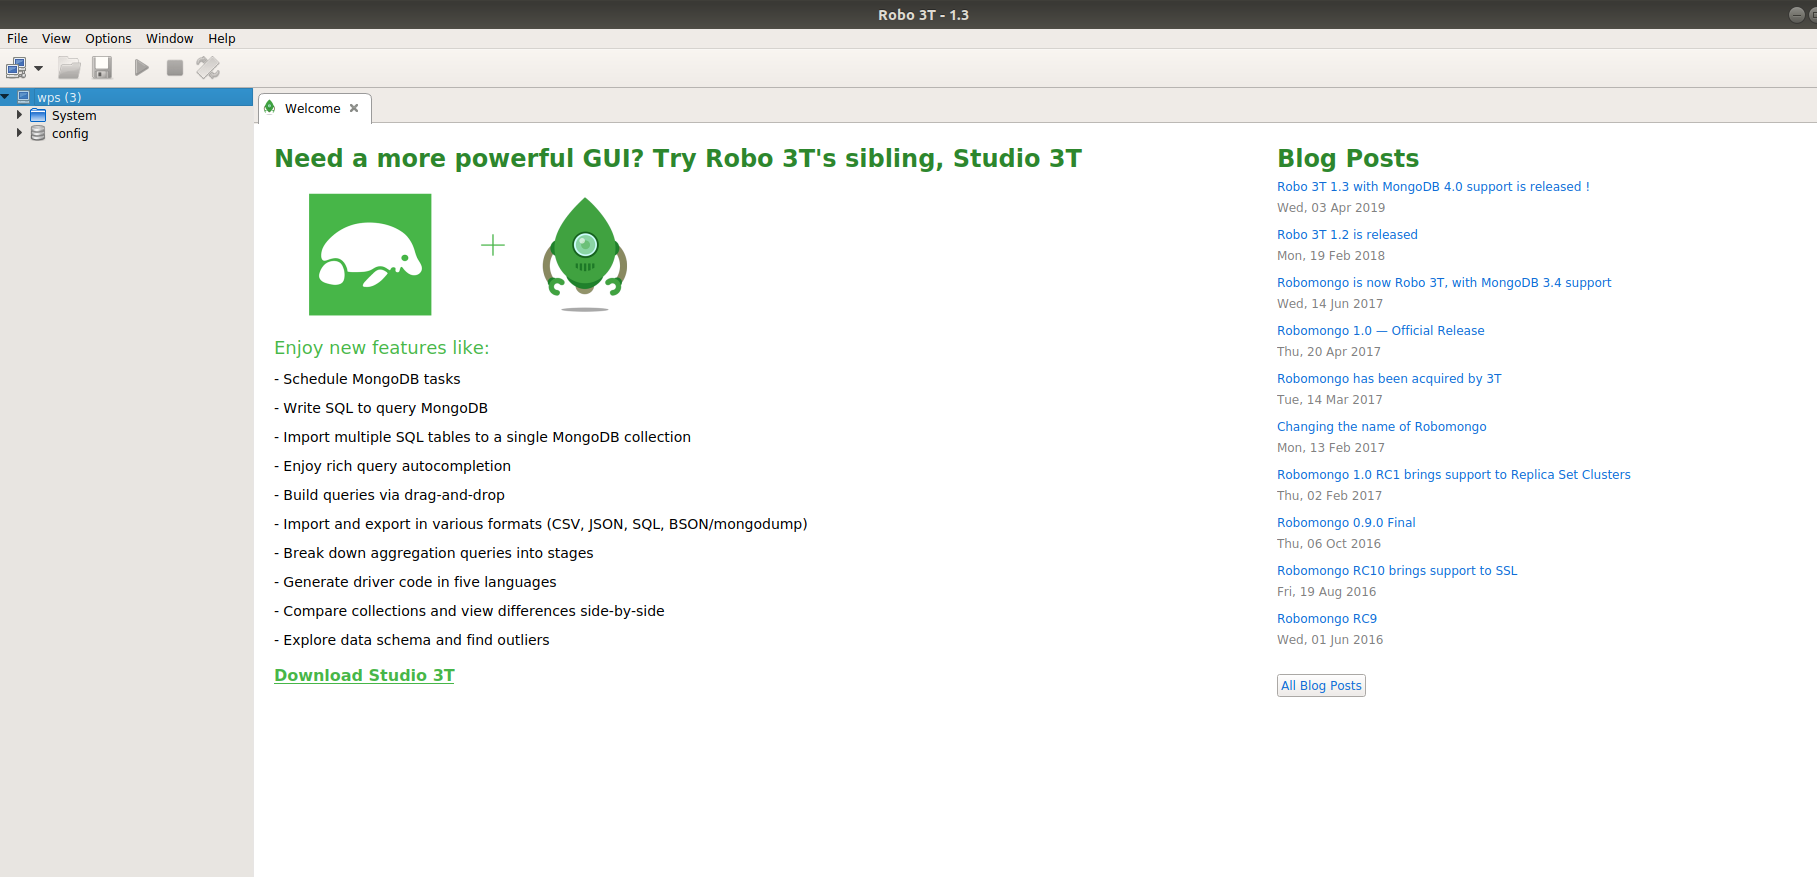 Robo 3T - 1.3
File View Options Window Help
wps (3)
System
config
Welcome
Need a more powerful GUI? Try Robo 3T's sibling, Studio 3T
Enjoy new features like:
- Schedule MongoDB tasks
- Write SQL to query MongoDB
- Import multiple SQL tables to a single MongoDB collection
- Enjoy rich query autocompletion
- Build queries via drag-and-drop
- Import and export in various formats (CSV, JSON, SQL, BSON/mongodump)
- Break down aggregation queries into stages
- Generate driver code in five languages
- Compare collections and view differences side-by-side
- Explore data schema and find outliers
Download Studio 3T
Blog Posts
Robo 3T 1.3 with MongoDB 4.0 support is released !
Wed, 03 Apr 2019
Robo 3T 1.2 is released
Mon, 19 Feb 2018
Robomongo is now Robo 3T, with MongoDB 3.4 support
Wed, 14 Jun 2017
Robomongo 1.0 — Official Release
Thu, 20 Apr 2017
Robomongo has been acquired by 3T
Tue, 14 Mar 2017
Changing the name of Robomongo
Mon, 13 Feb 2017
Robomongo 1.0 RC1 brings support to Replica Set Clusters
Thu, 02 Feb 2017
Robomongo 0.9.0 Final
Thu, 06 Oct 2016
Robomongo RC10 brings support to SSL
Fri, 19 Aug 2016
Robomongo RC9
Wed, 01 Jun 2016
All Blog Posts